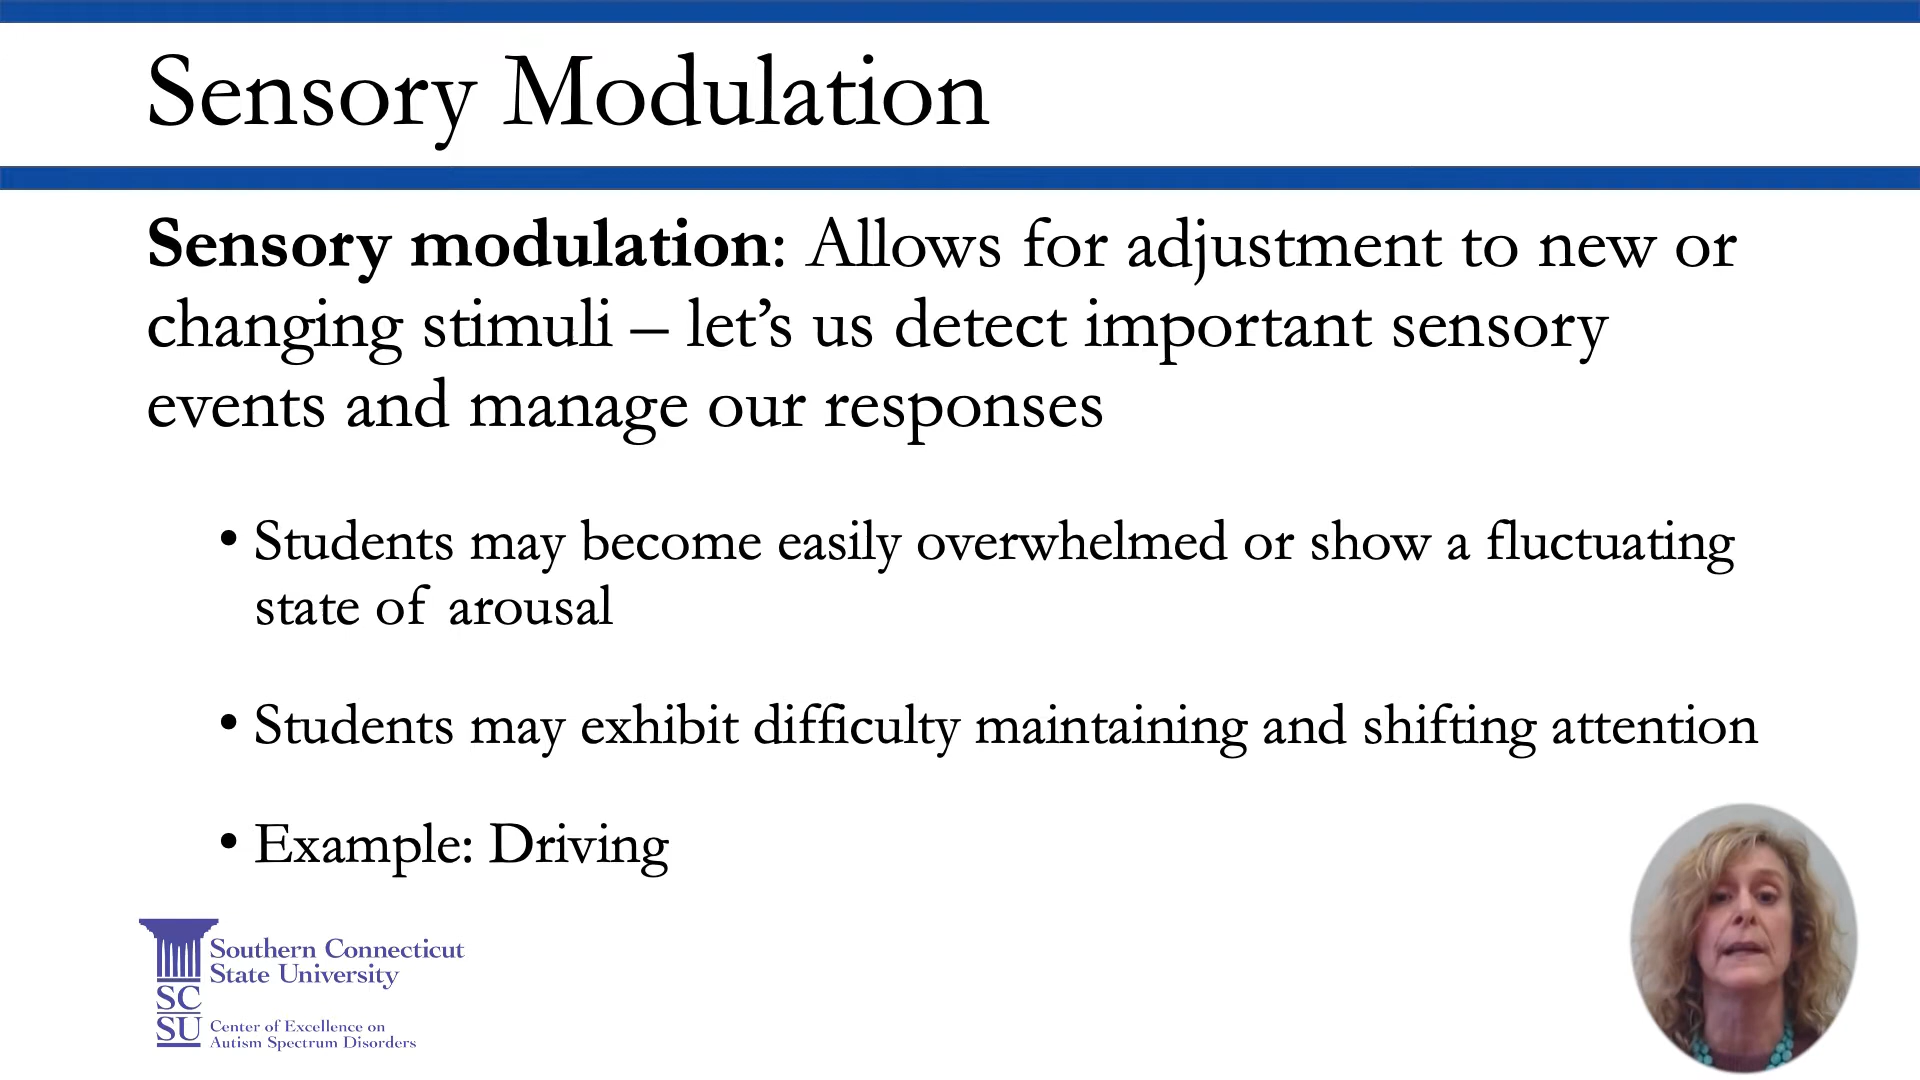 Sensory Modulation
Sensory modulation: Allows for adjustment to new or
changing stimuli – let’s us detect important sensory
events and manage our responses
• Students may become easily overwhelmed or show a fluctuating
state of arousal
• Students may exhibit difficulty maintaining and shifting attention
• Example: Driving
Southern Connecticut
State University
SC
SU
Center of Excellence on
Autism Spectrum Disorders